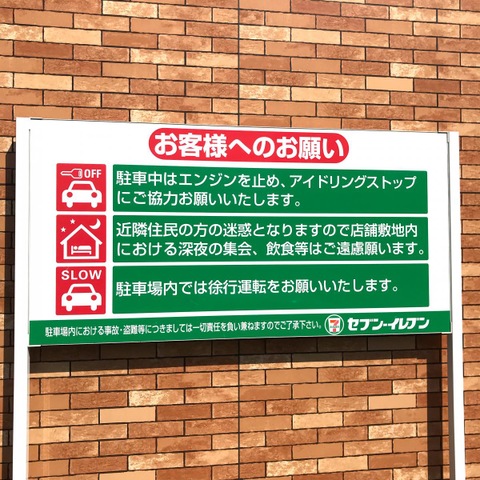 お客様へのお願い
OFF
駐車中はエンジンを止め、アイドリングストップ
にご協力お願いいたします。
近隣住民の方の迷惑となりますので店舗敷地内
における深夜の集会、飲食等はご遠慮願います。
SLOW
駐車場内では徐行運転をお願いいたします。
駐車場内における事故・盗難等につきましては一切責任を負い兼ねますのでご了承下さい。
セブン-イレブン